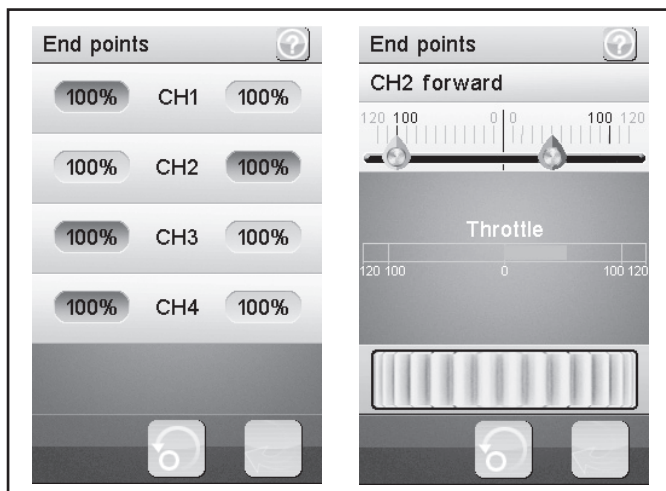 End points
?
100% CH1 100%
100% CH2 100%
100% CH3 100%
100% CH4 100%
End points
?
CH2 forward
120 100 0 0 100 120
Throttle
120 100 0 100 120